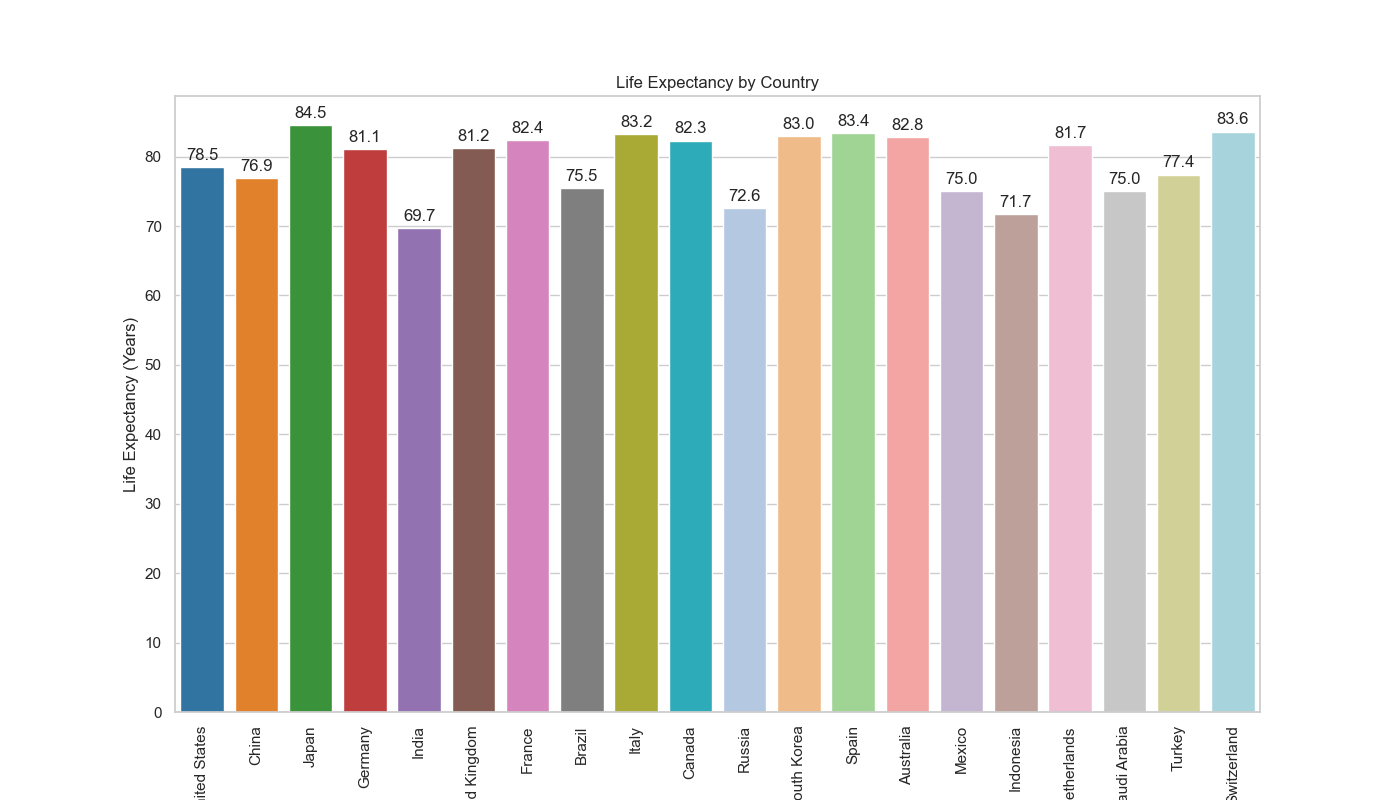 Life Expectancy by Country
84.5
83.6
83.4
83.2
83.0
82.8
82.4
82.3
81.7
81.2
81.1
78.5
77.4
76.9
75.5
75.0
75.0
72.6
71.7
69.7
80
70
60
50
40
30
20
10
0
Life Expectancy (Years)
nited States
China
Japan
Germany
India
d Kingdom
France
Brazil
Italy
Canada
Russia
outh Korea
Spain
Australia
Mexico
Indonesia
etherlands
audi Arabia
Turkey
Switzerland